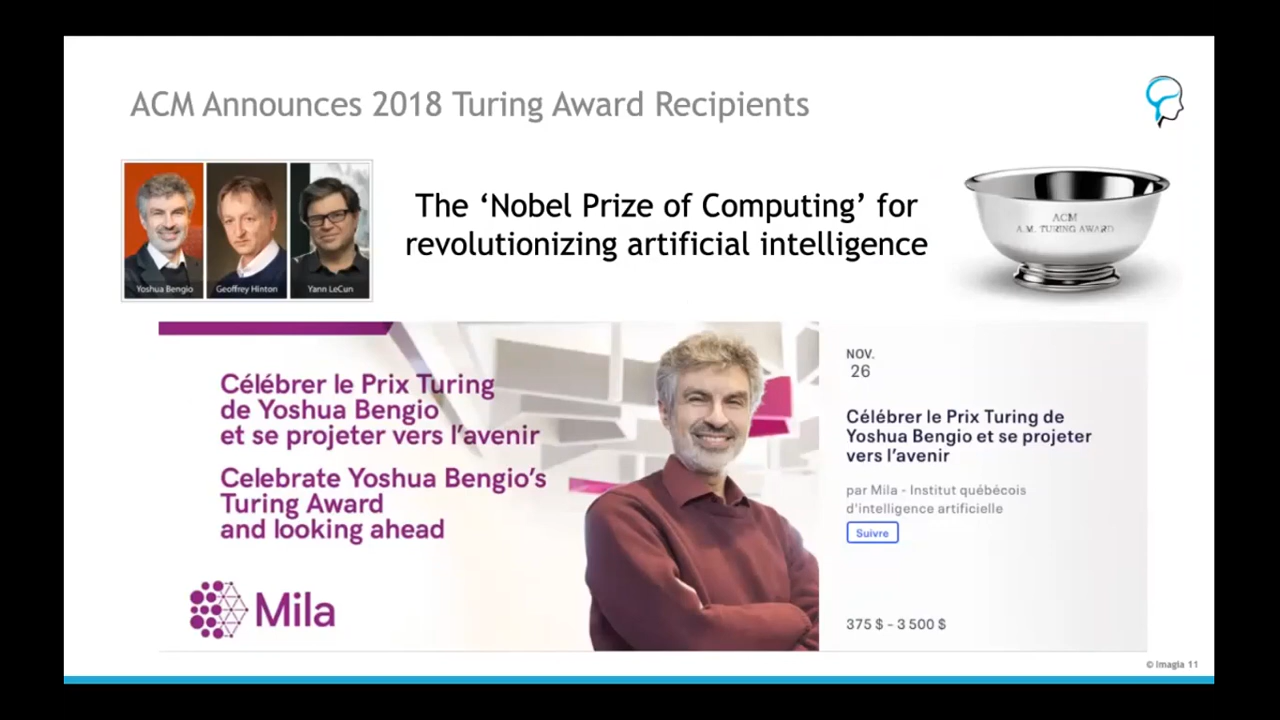 ACM Announces 2018 Turing Award Recipients
Yoshua Bengio
Geoffrey Hinton
Yann LeCun
The ‘Nobel Prize of Computing’ for
revolutionizing artificial intelligence
ACM
A.M. TURING AWARD
Célébrer le Prix Turing
de Yoshua Bengio
et se projeter vers l’avenir
Celebrate Yoshua Bengio’s
Turing Award
and looking ahead
Mila
NOV.
26
Célébrer le Prix Turing de
Yoshua Bengio et se projeter
vers l’avenir
par Mila - Institut québécois
d'intelligence artificielle
Suivre
375 $ – 3 500 $
© Imagia 11